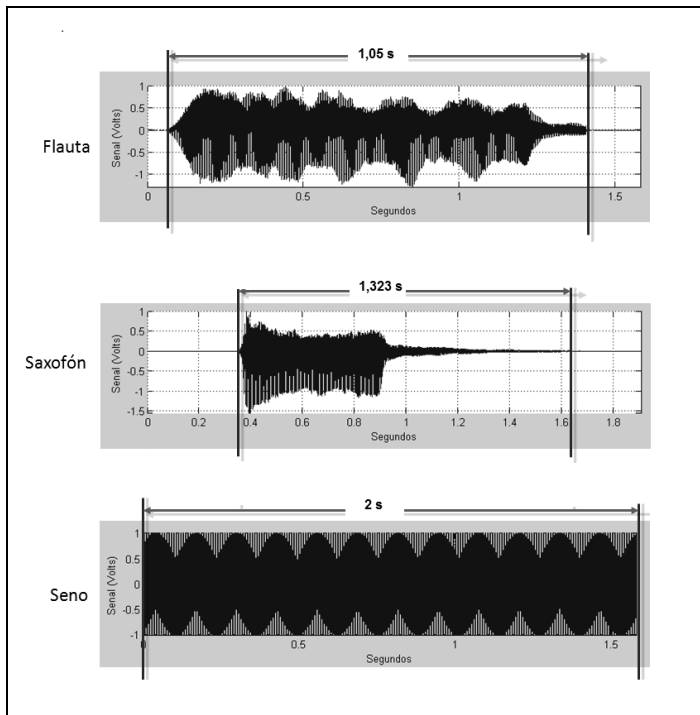 1,05 s
Flauta
Senal (Volts)
1
0.5
0
-0.5
-1
0
0.5
1
1.5
Segundos
1,323 s
Saxofón
Senal (Volts)
1
0.5
0
-0.5
-1
-1.5
0
0.2
0.4
0.6
0.8
1
1.2
1.4
1.6
1.8
Segundos
2 s
Seno
Senal (Volts)
1
0.5
0
-0.5
-1
0
0.5
1
1.5
Segundos